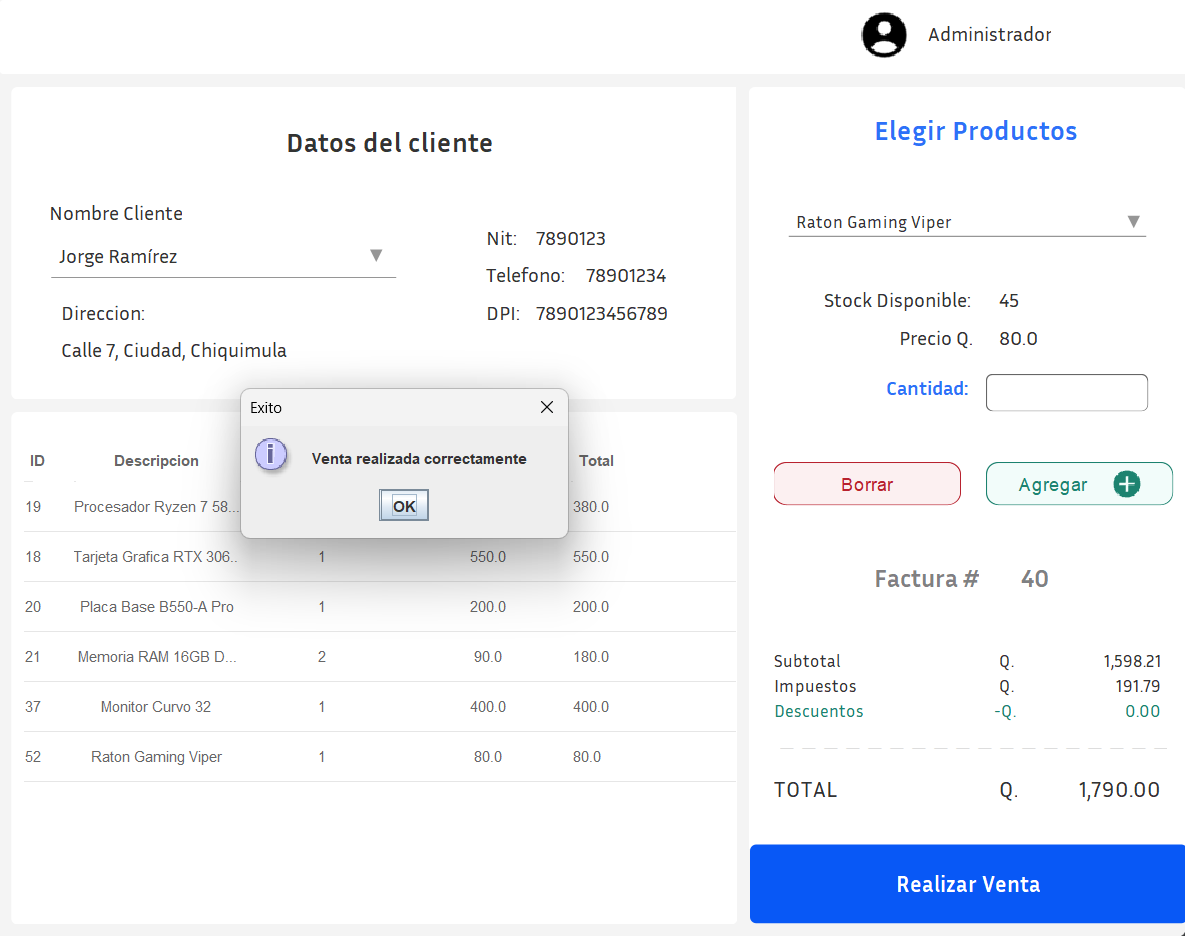 Administrador
Datos del cliente
Nombre Cliente
Jorge Ramírez
Nit: 7890123
Telefono: 78901234
DPI: 7890123456789
Direccion:
Calle 7, Ciudad, Chiquimula
Elegir Productos
Raton Gaming Viper
Stock Disponible: 45
Precio Q. 80.0
Cantidad:
Borrar
Agregar
Exito
Venta realizada correctamente
OK
ID Descripcion Total
19 Procesador Ryzen 7 58... 380.0
18 Tarjeta Grafica RTX 306.. 1 550.0 550.0
20 Placa Base B550-A Pro 1 200.0 200.0
21 Memoria RAM 16GB D... 2 90.0 180.0
37 Monitor Curvo 32 1 400.0 400.0
52 Raton Gaming Viper 1 80.0 80.0
Factura # 40
Subtotal Q. 1,598.21
Impuestos Q. 191.79
Descuentos -Q. 0.00
TOTAL Q. 1,790.00
Realizar Venta